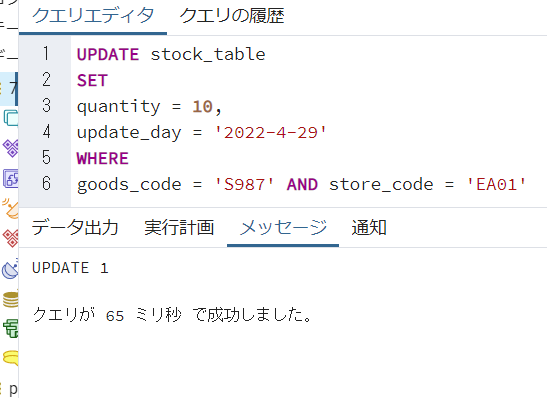 クエリエディタ クエリの履歴
1 UPDATE stock_table
2 SET
3 quantity = 10,
4 update_day = '2022-4-29'
5 WHERE
6 goods_code = 'S987' AND store_code = 'EA01'
データ出力 実行計画 メッセージ 通知
UPDATE 1
クエリが 65 ミリ秒 で成功しました。